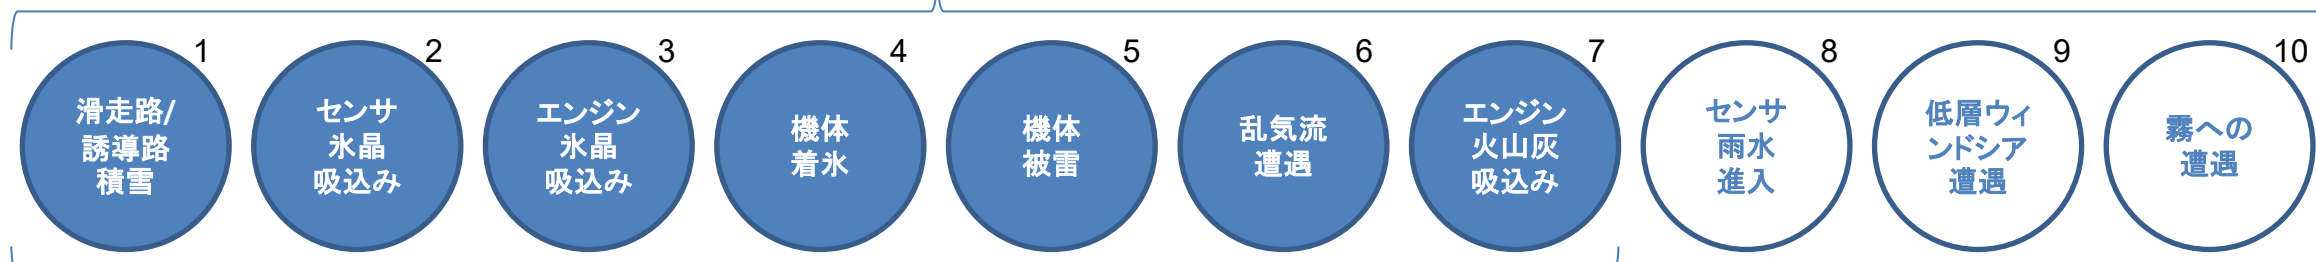 1
滑走路/
誘導路
積雪
2
センサ
氷晶
吸込み
3
エンジン
氷晶
吸込み
4
機体
着氷
5
機体
被雷
6
乱気流
遭遇
7
エンジン
火山灰
吸込み
8
センサ
雨水
進入
9
低層ウィ
ンドシア
遭遇
10
霧への
遭遇